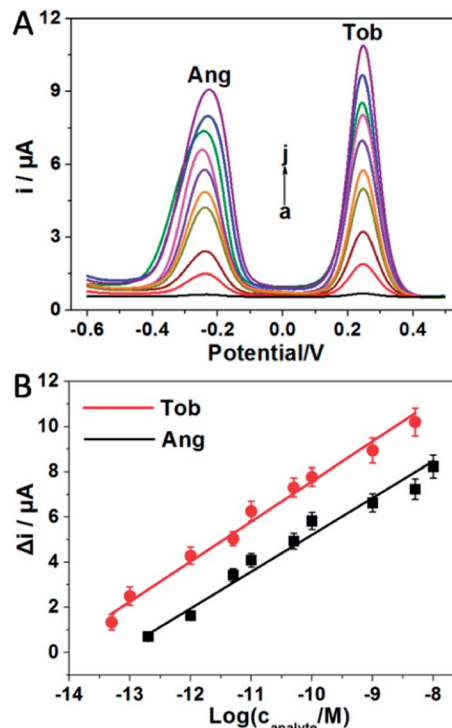 A
12
9
6
3
0
i / µA
Ang
Tob
j
a
-0.6 -0.4 -0.2 0.0 0.2 0.4
Potential/V
B
12
10
8
6
4
2
0
Δi / µA
Tob
Ang
-14 -13 -12 -11 -10 -9 -8
Log(c analyte/M)